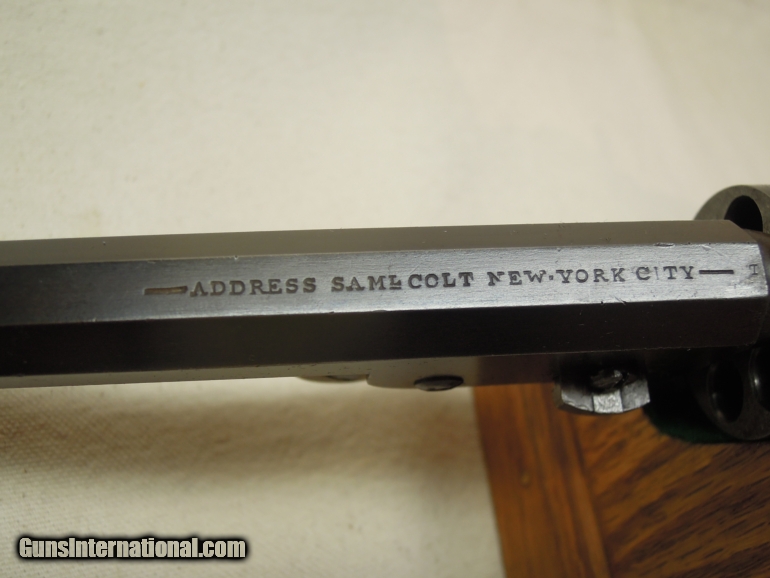 —ADDRESS SAML COLT NEW-YORK CITY— I
GunsInternational.com